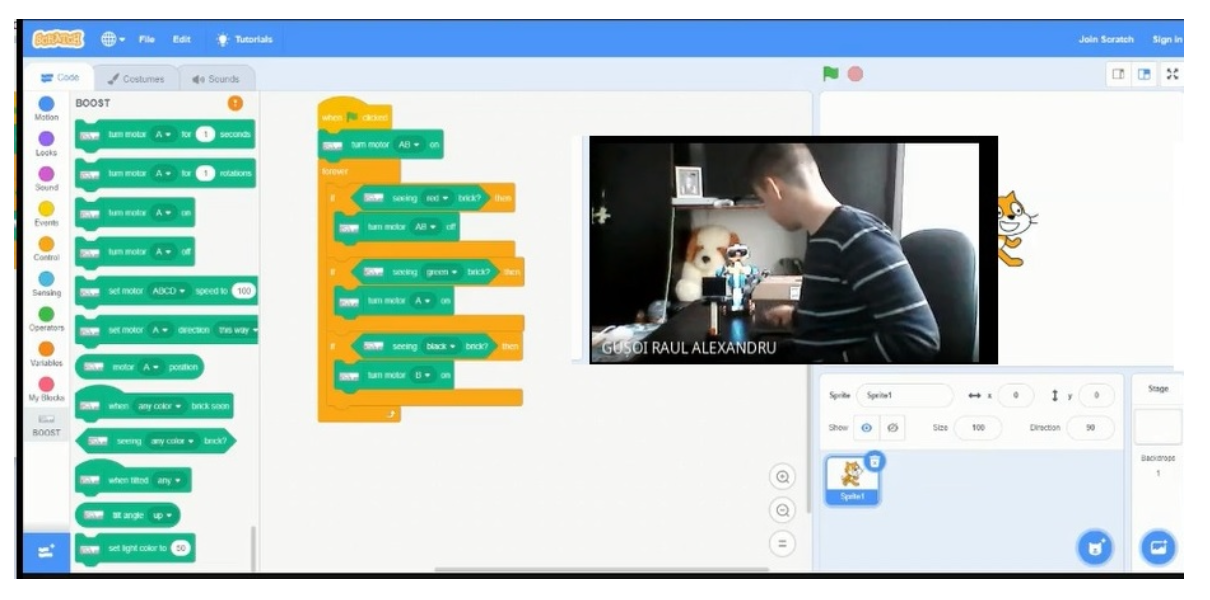 SCRATCH File Edit Tutorials Join Scratch Sign in
Code Costumes Sounds
Motion
Looks
Sound
Events
Control
Sensing
Operators
Variables
My Blocks
BOOST
BOOST
turn motor A for 1 seconds
turn motor A for 1 rotations
turn motor A on
turn motor A off
set motor ABCD speed to 100
set motor A direction this way
motor A position
when any color brick seen
seeing any color brick?
when tilted any
tilt angle up
set light color to 50
when clicked
turn motor AB on
forever
if seeing red brick? then
turn motor AB off
if seeing green brick? then
turn motor A on
if seeing black brick? then
turn motor B on
GUSOI RAUL ALEXANDRU
Sprite Sprite1 x 0 y 0
Show Size 100 Direction 90
Sprite1
Stage
Backdrops
1